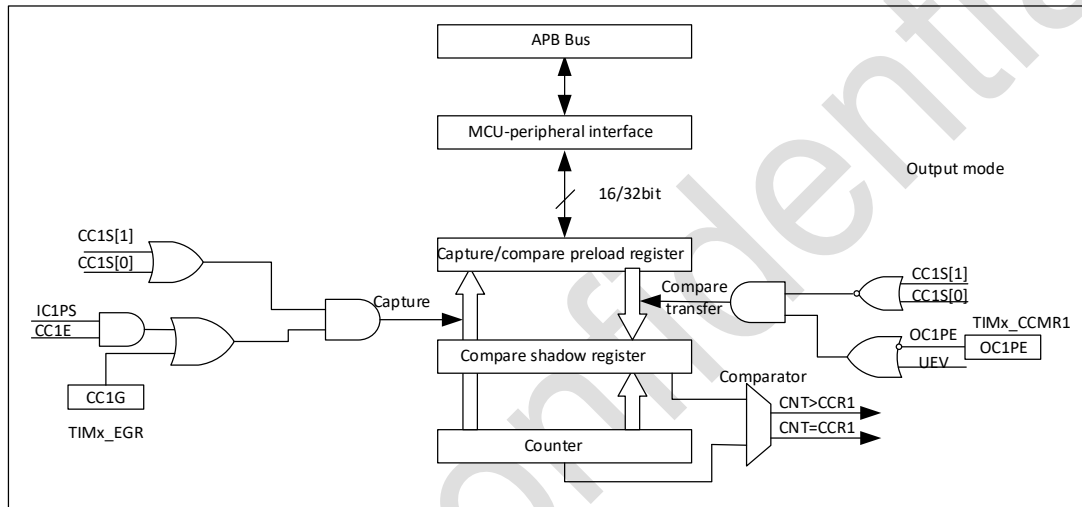 APB Bus
MCU-peripheral interface
Output mode
16/32bit
CC1S[1]
CC1S[0]
Capture/compare preload register
IC1PS
CC1E
Capture
Compare
transfer
CC1S[1]
CC1S[0]
TIMx_CCMR1
OC1PE
OC1PE
UEV
Compare shadow register
CC1G
TIMx_EGR
Comparator
CNT>CCR1
CNT=CCR1
Counter
onfidential